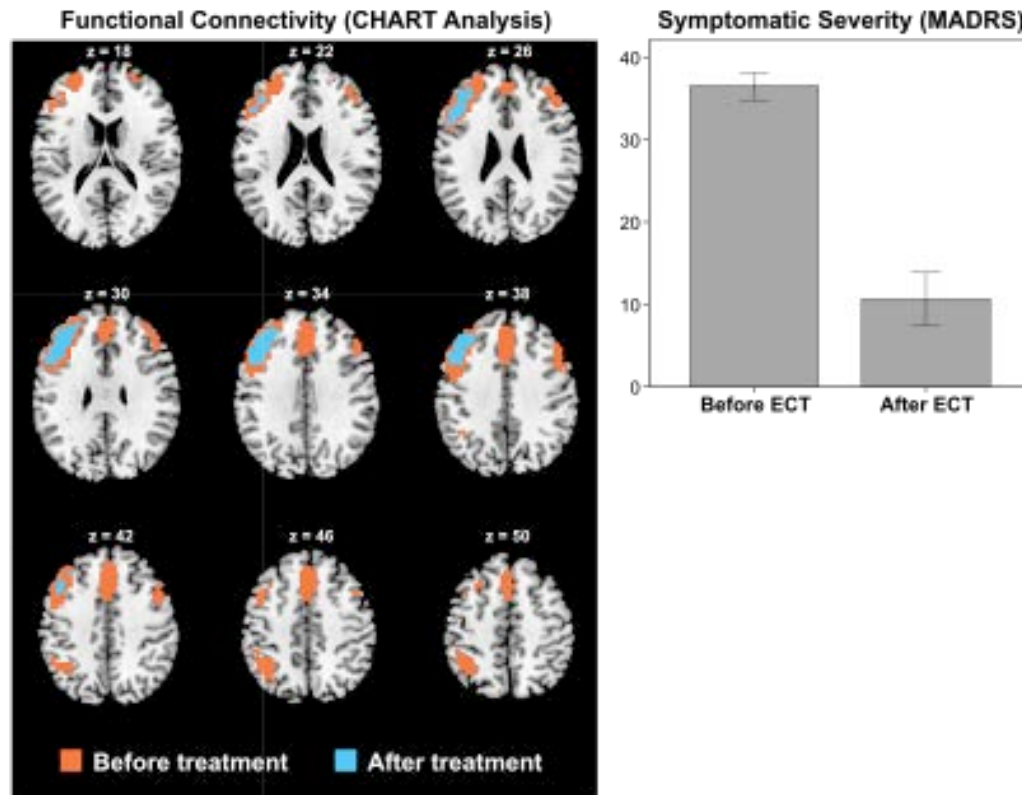 Functional Connectivity (CHART Analysis)
z = 18
z = 22
z = 26
z = 30
z = 34
z = 38
z = 42
z = 46
z = 50
Before treatment
After treatment
Symptomatic Severity (MADRS)
40
30
20
10
0
Before ECT
After ECT